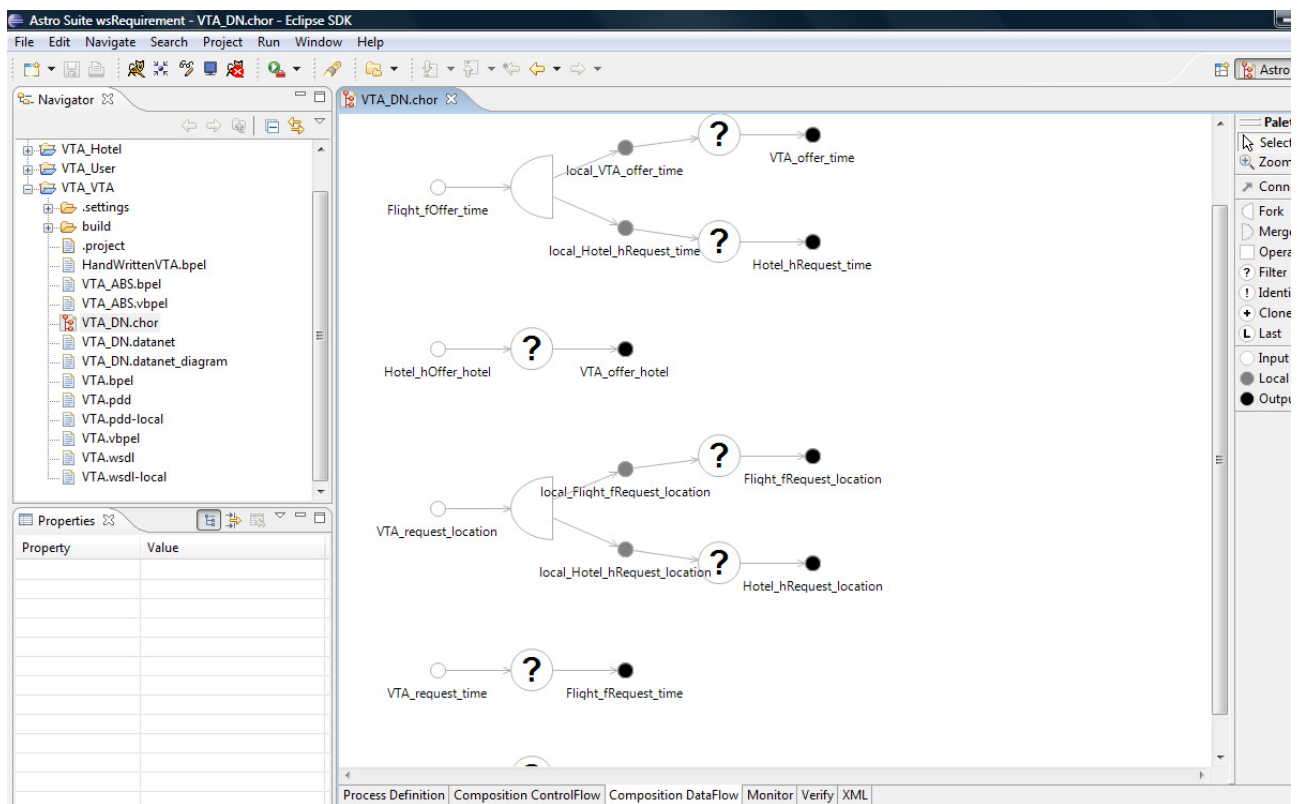 Astro Suite wsRequirement - VTA_DN.chor - Eclipse SDK
File Edit Navigate Search Project Run Window Help
Astro
Navigator
VTA_Hotel
VTA_User
VTA_VTA
.settings
build
.project
HandWrittenVTA.bpel
VTA_ABS.bpel
VTA_ABS.vbpel
VTA_DN.chor
VTA_DN.datanet
VTA_DN.datanet_diagram
VTA.bpel
VTA.pdd
VTA.pdd-local
VTA.vbpel
VTA.wsdl
VTA.wsdl-local
Properties
Property Value
VTA_DN.chor
?
VTA_offer_time
local_VTA_offer_time
Flight_fOffer_time
?
local_Hotel_hRequest_time
Hotel_hRequest_time
?
Hotel_hOffer_hotel
VTA_offer_hotel
?
Flight_fRequest_location
local_Flight_fRequest_location
VTA_request_location
?
local_Hotel_hRequest_location
Hotel_hRequest_location
?
VTA_request_time
Flight_fRequest_time
Process Definition Composition ControlFlow Composition DataFlow Monitor Verify XML
Palet
Select
Zoom
Conne
Fork
Merge
Opera
? Filter
! Identi
+ Clone
L Last
Input
Local
Outpu